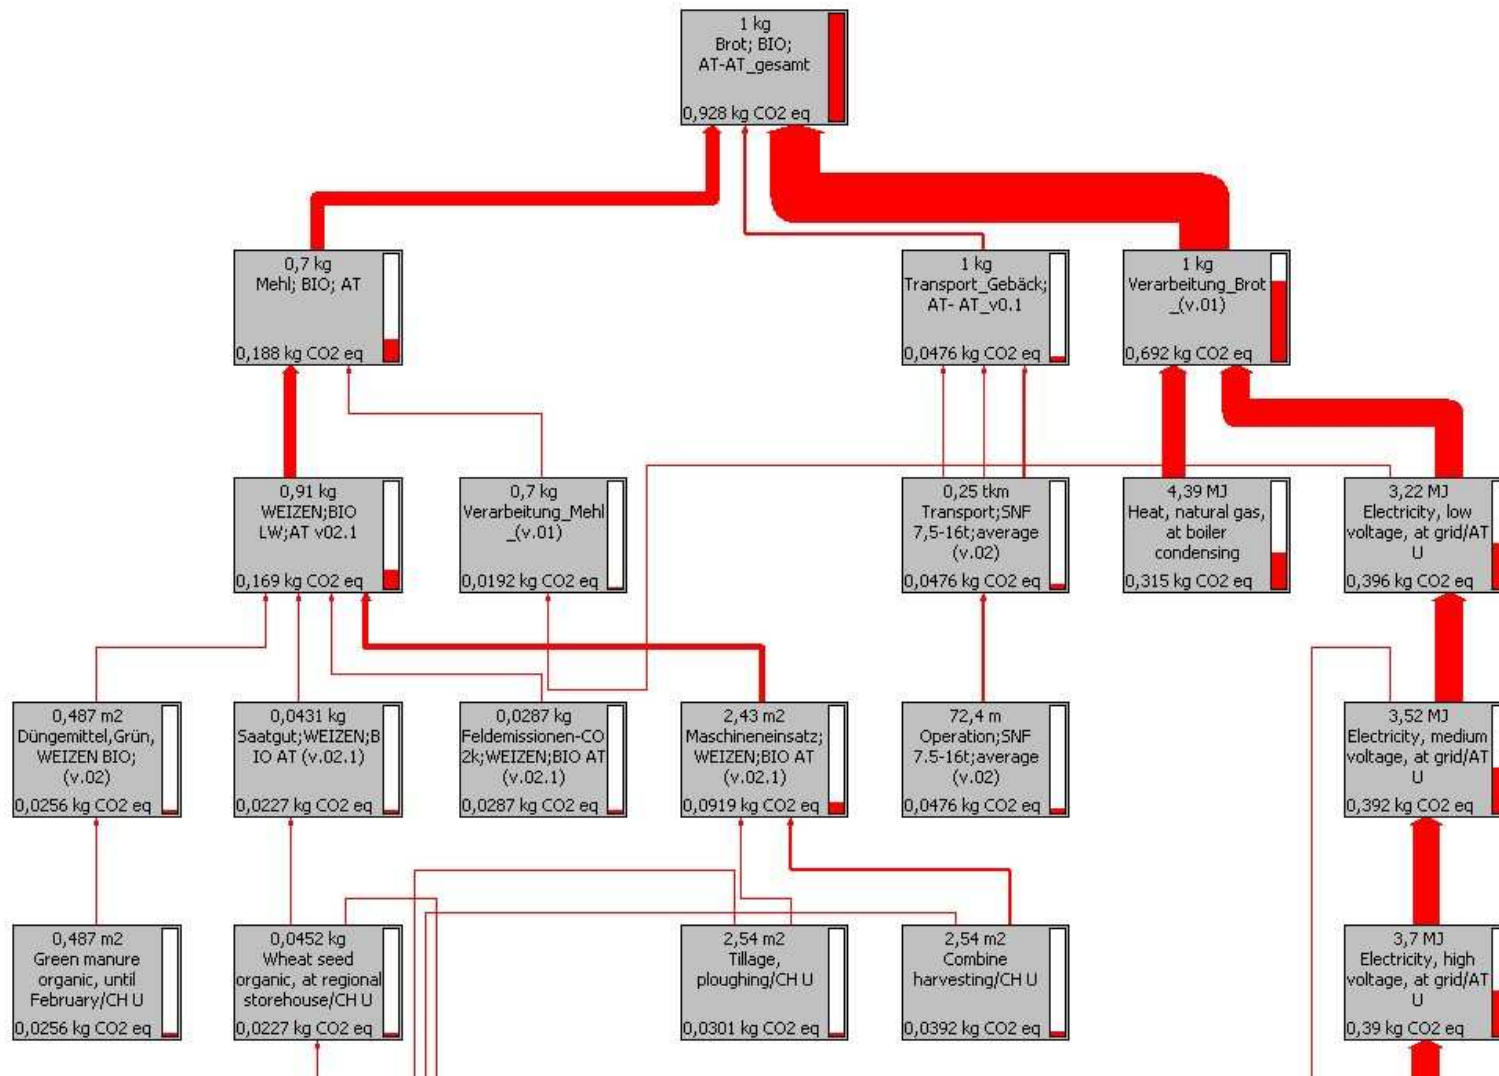 1 kg
Brot; BIO;
AT-AT_gesamt
0,928 kg CO2 eq
0,7 kg
Mehl; BIO; AT
0,188 kg CO2 eq
1 kg
Transport_Gebäck;
AT- AT_v0.1
0,0476 kg CO2 eq
1 kg
Verarbeitung_Brot
_(v.01)
0,692 kg CO2 eq
0,91 kg
WEIZEN;BIO
LW;AT v02.1
0,169 kg CO2 eq
0,7 kg
Verarbeitung_Mehl
_(v.01)
0,0192 kg CO2 eq
0,25 tkm
Transport;SNF
7,5-16t;average
(v.02)
0,0476 kg CO2 eq
4,39 MJ
Heat, natural gas,
at boiler
condensing
0,315 kg CO2 eq
3,22 MJ
Electricity, low
voltage, at grid/AT
U
0,396 kg CO2 eq
0,487 m2
Düngemittel,Grün,
WEIZEN BIO;
(v.02)
0,0256 kg CO2 eq
0,0431 kg
Saatgut;WEIZEN;B
IO AT (v.02.1)
0,0227 kg CO2 eq
0,0287 kg
Feldemissionen-CO
2k;WEIZEN;BIO AT
(v.02.1)
0,0287 kg CO2 eq
2,43 m2
Maschineneinsatz;
WEIZEN;BIO AT
(v.02.1)
0,0919 kg CO2 eq
72,4 m
Operation;SNF
7.5-16t;average
(v.02)
0,0476 kg CO2 eq
3,52 MJ
Electricity, medium
voltage, at grid/AT
U
0,392 kg CO2 eq
0,487 m2
Green manure
organic, until
February/CH U
0,0256 kg CO2 eq
0,0452 kg
Wheat seed
organic, at regional
storehouse/CH U
0,0227 kg CO2 eq
2,54 m2
Tillage,
ploughing/CH U
0,0301 kg CO2 eq
2,54 m2
Combine
harvesting/CH U
0,0392 kg CO2 eq
3,7 MJ
Electricity, high
voltage, at grid/AT
U
0,39 kg CO2 eq